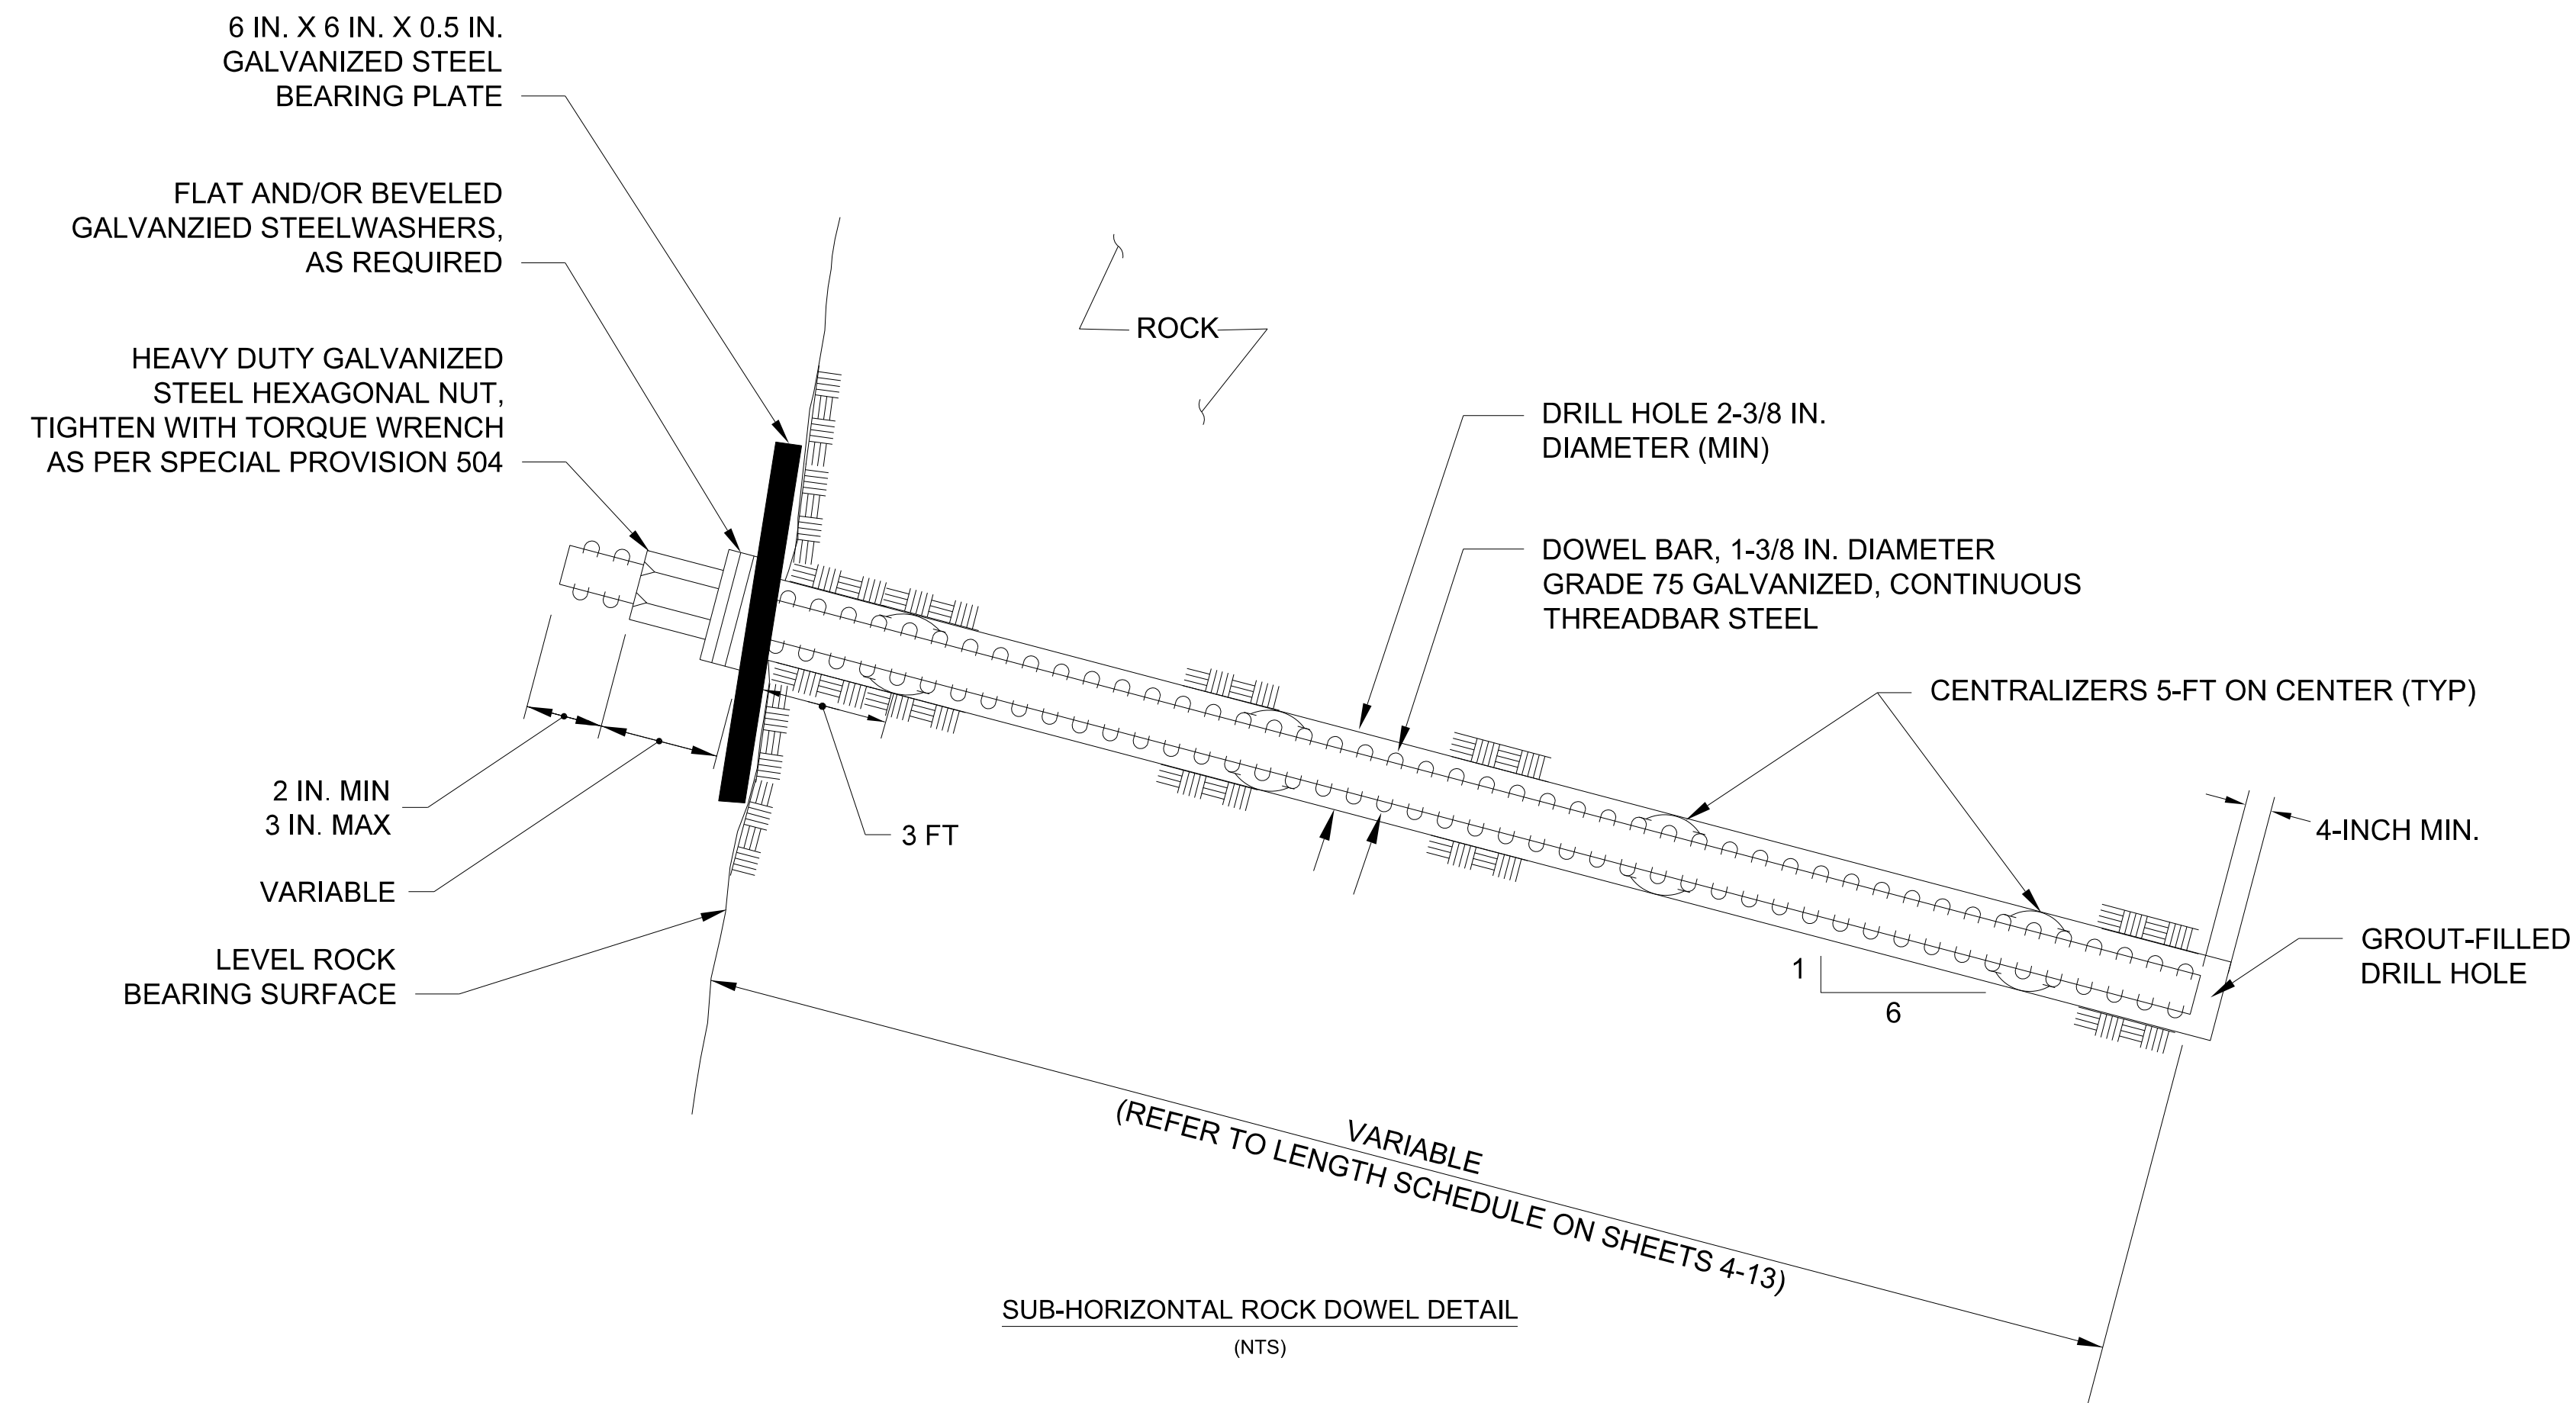 6 IN. X 6 IN. X 0.5 IN.
GALVANIZED STEEL
BEARING PLATE
FLAT AND/OR BEVELED
GALVANZIED STEELWASHERS,
AS REQUIRED
HEAVY DUTY GALVANIZED
STEEL HEXAGONAL NUT,
TIGHTEN WITH TORQUE WRENCH
AS PER SPECIAL PROVISION 504
ROCK
DRILL HOLE 2-3/8 IN.
DIAMETER (MIN)
DOWEL BAR, 1-3/8 IN. DIAMETER
GRADE 75 GALVANIZED, CONTINUOUS
THREADBAR STEEL
CENTRALIZERS 5-FT ON CENTER (TYP)
2 IN. MIN
3 IN. MAX
3 FT
4-INCH MIN.
VARIABLE
LEVEL ROCK
BEARING SURFACE
GROUT-FILLED
DRILL HOLE
1
6
VARIABLE
(REFER TO LENGTH SCHEDULE ON SHEETS 4-13)
SUB-HORIZONTAL ROCK DOWEL DETAIL
(NTS)